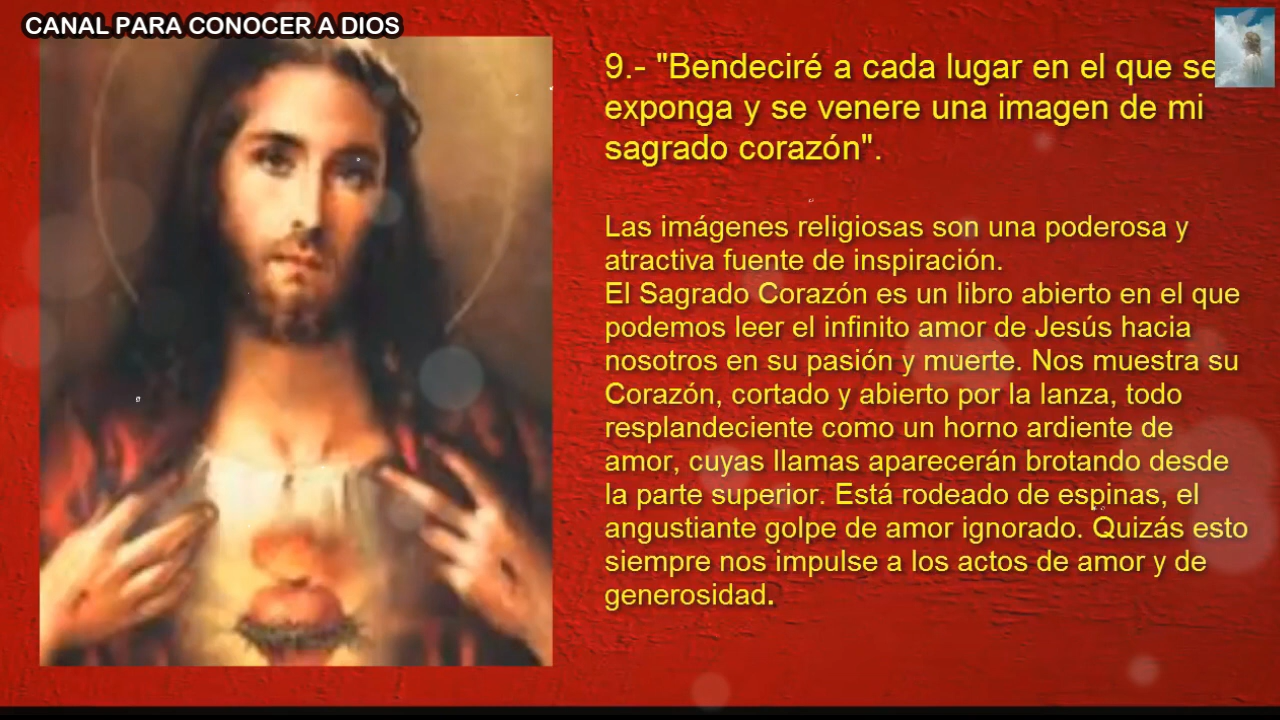 CANAL PARA CONOCER A DIOS
9.- "Bendeciré a cada lugar en el que se
exponga y se venere una imagen de mi
sagrado corazón".
Las imágenes religiosas son una poderosa y
atractiva fuente de inspiración.
El Sagrado Corazón es un libro abierto en el que
podemos leer el infinito amor de Jesús hacia
nosotros en su pasión y muerte. Nos muestra su
Corazón, cortado y abierto por la lanza, todo
resplandeciente como un horno ardiente de
amor, cuyas llamas aparecerán brotando desde
la parte superior. Está rodeado de espinas, el
angustiante golpe de amor ignorado. Quizás esto
siempre nos impulse a los actos de amor y de
generosidad.